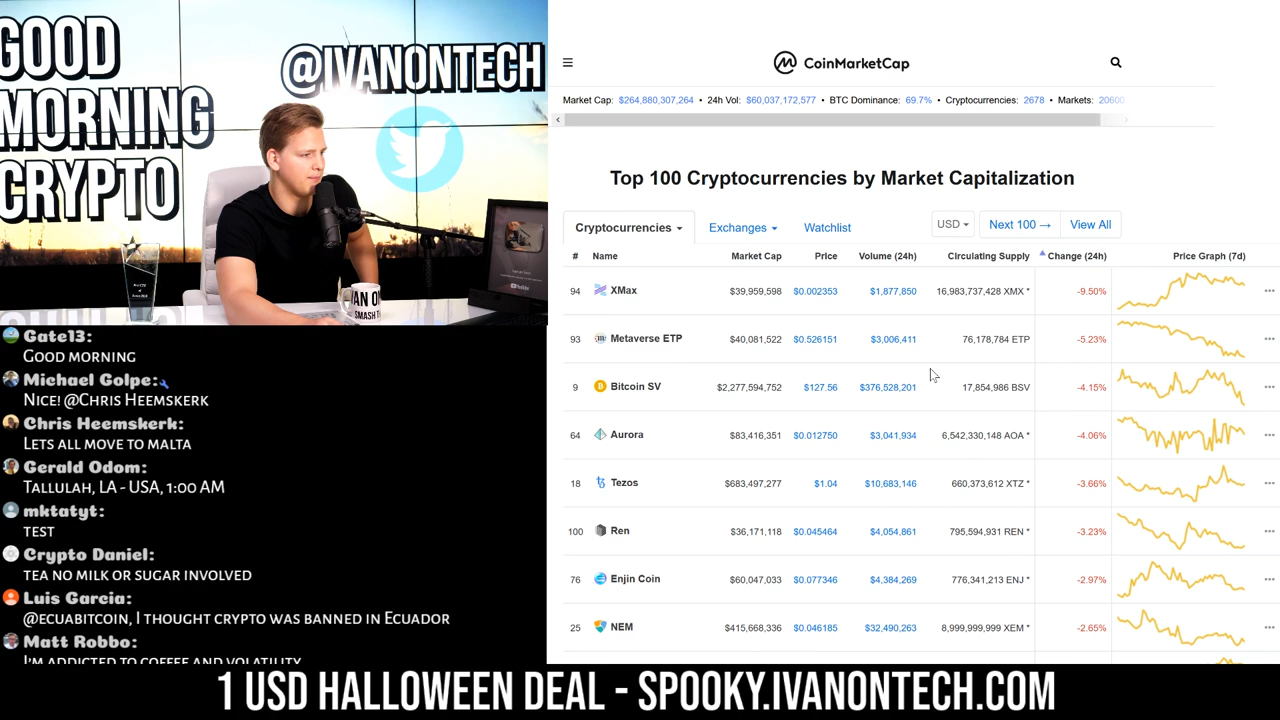 GOOD
MORNING
CRYPTO
@IVANONTECH
IAN ON
SMASH
Gate13:
Good morning
Michael Golpe:
Nice! @Chris Heemskerk
Chris Heemskerk:
Lets all move to malta
Gerald Odom:
Tallulah, LA - USA, 1:00 AM
mktatyt:
test
Crypto Daniel:
tea no milk or sugar involved
Luis Garcia:
@ecuabitcoin, I thought crypto was banned in Ecuador
Matt Robbo:
I'm addicted to coffee and volatility
CoinMarketCap
Market Cap: $264,880,307,264 • 24h Vol: $60,037,172,577 • BTC Dominance: 69.7% • Cryptocurrencies: 2678 • Markets: 20600
Top 100 Cryptocurrencies by Market Capitalization
Cryptocurrencies Exchanges Watchlist USD Next 100 → View All
# Name Market Cap Price Volume (24h) Circulating Supply Change (24h) Price Graph (7d)
94 XMax $39,959,598 $0.002353 $1,877,850 16,983,737,428 XMX * -9.50%
93 Metaverse ETP $40,081,522 $0.526151 $3,006,411 76,178,784 ETP -5.23%
9 Bitcoin SV $2,277,594,752 $127.56 $376,528,201 17,854,986 BSV -4.15%
64 Aurora $83,416,351 $0.012750 $3,041,934 6,542,330,148 AOA * -4.06%
18 Tezos $683,497,277 $1.04 $10,683,146 660,373,612 XTZ * -3.66%
100 Ren $36,171,118 $0.045464 $4,054,861 795,594,931 REN * -3.23%
76 Enjin Coin $60,047,033 $0.077346 $4,384,269 776,341,213 ENJ * -2.97%
25 NEM $415,668,336 $0.046185 $32,490,263 8,999,999,999 XEM * -2.65%
1 USD HALLOWEEN DEAL - SPOOKY.IVANONTECH.COM